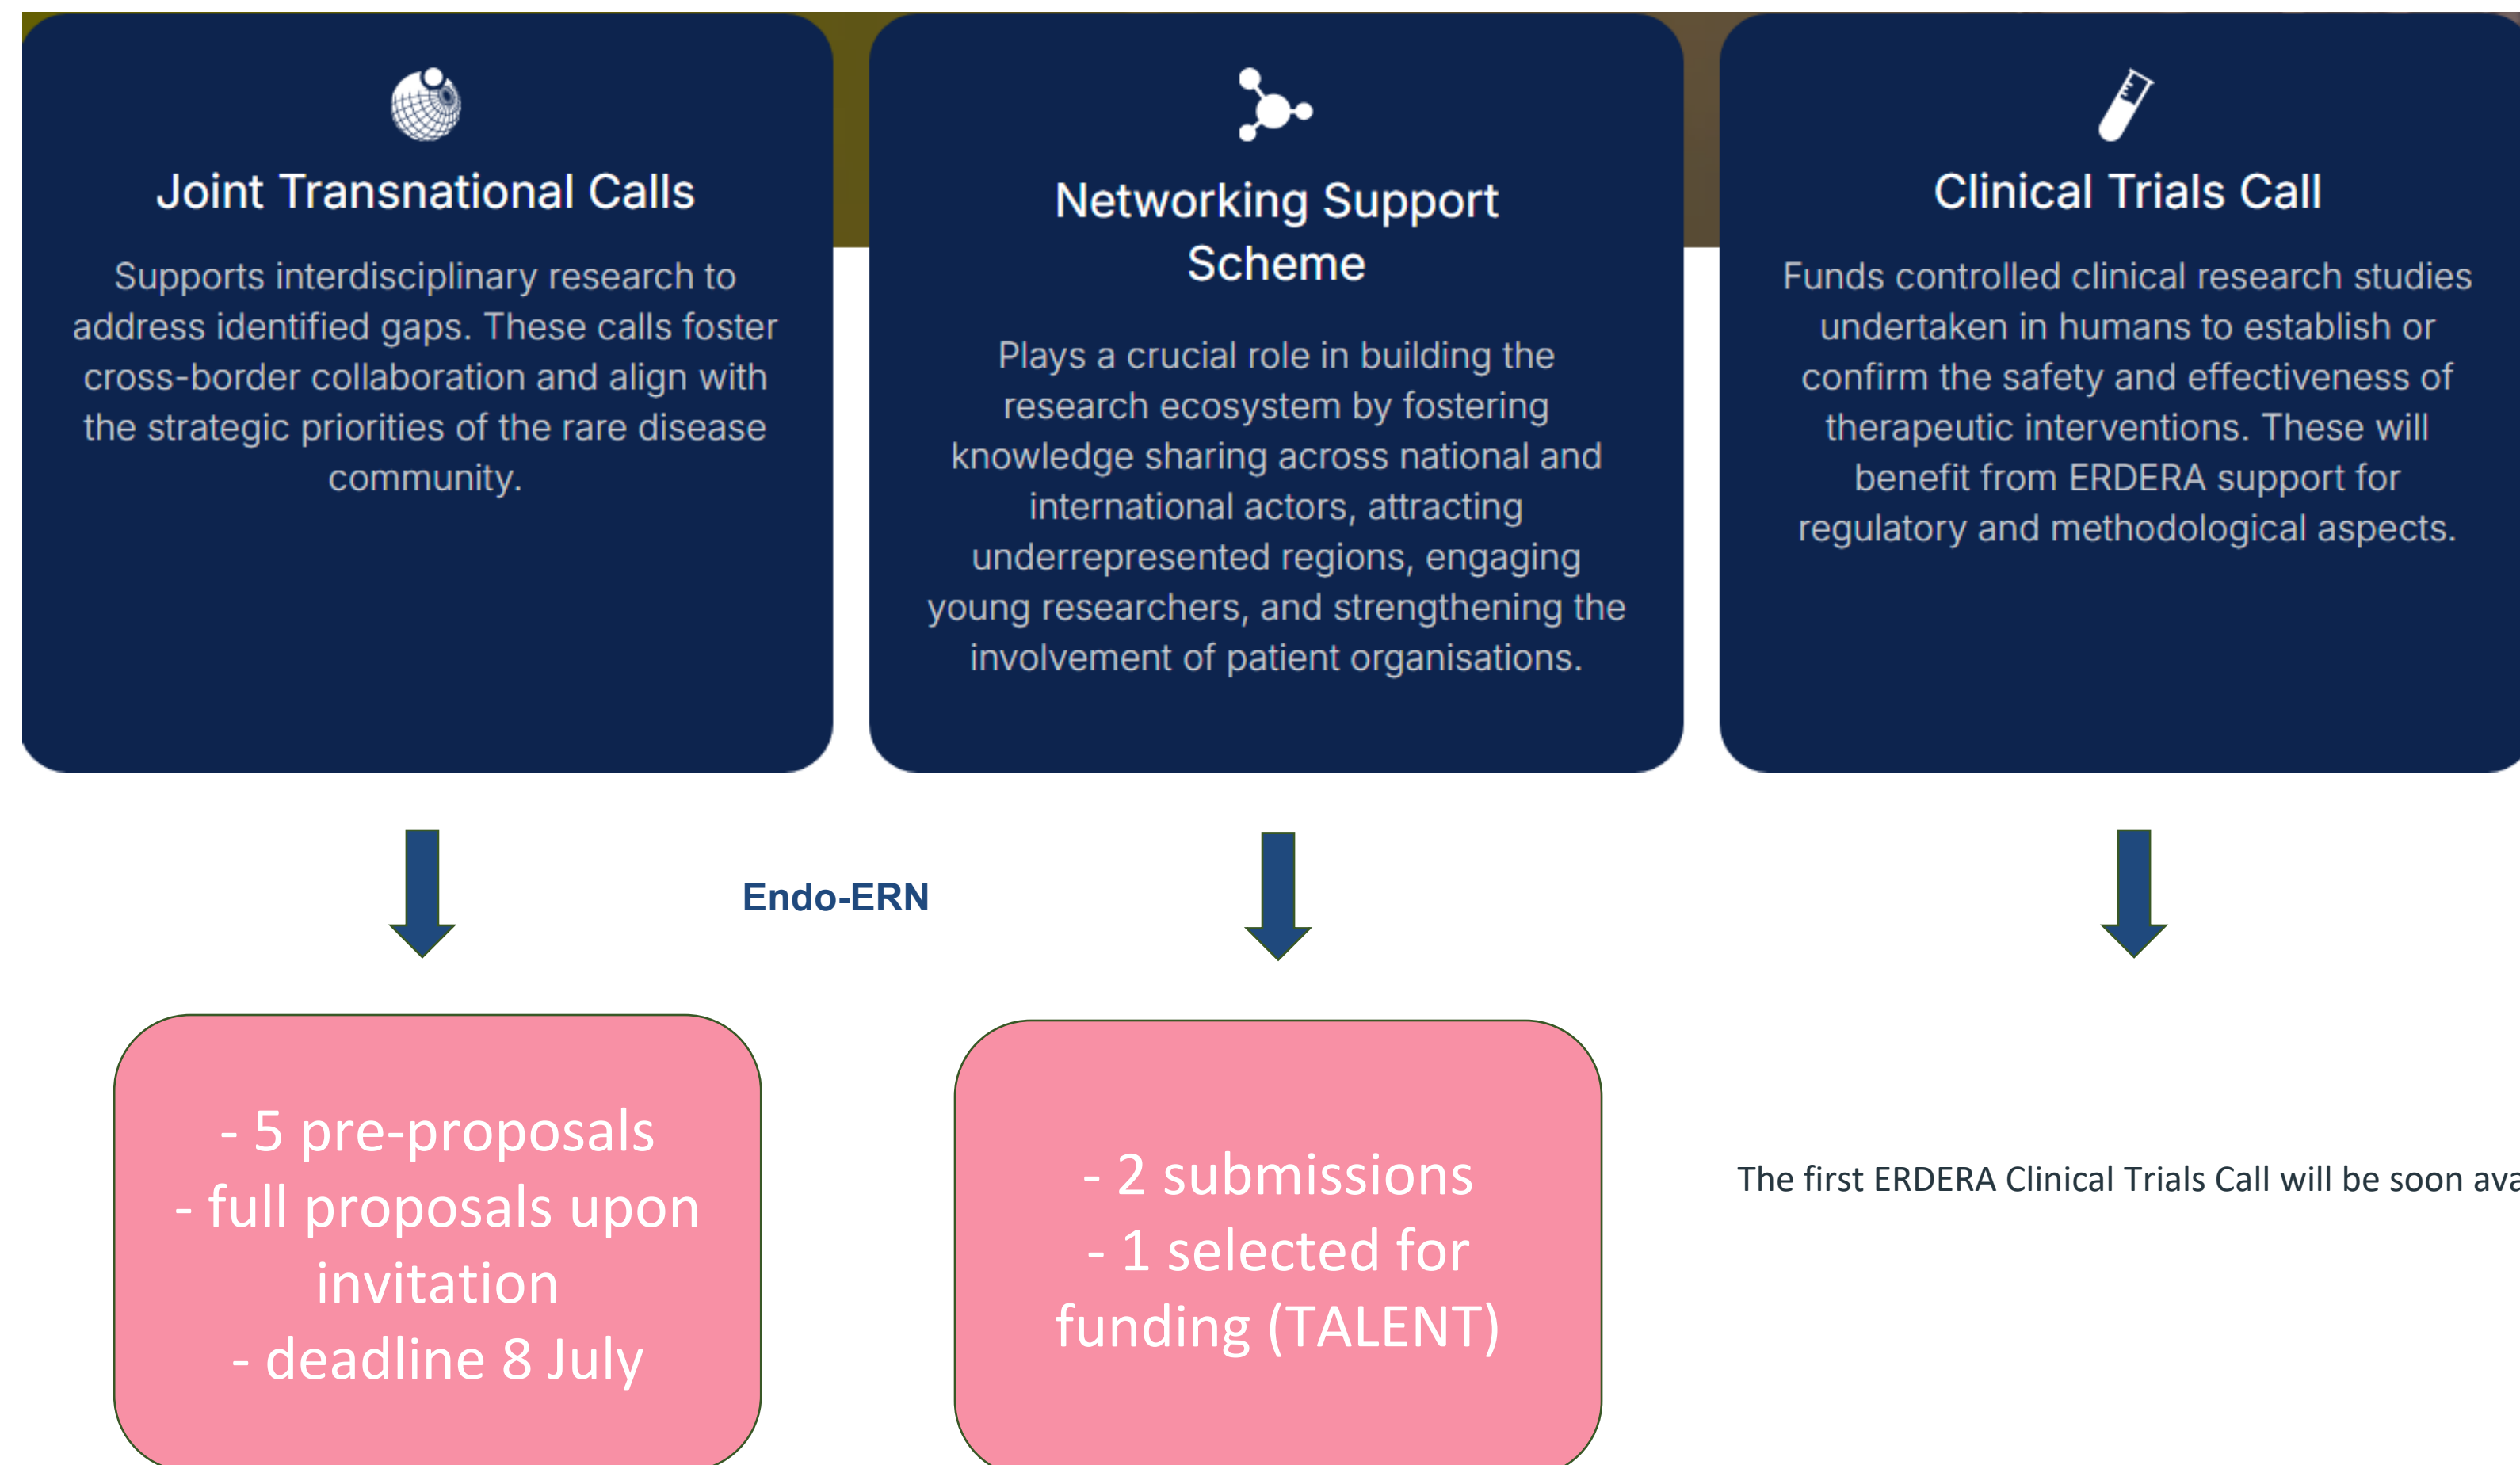 Joint Transnational Calls
Supports interdisciplinary research to
address identified gaps. These calls foster
cross-border collaboration and align with
the strategic priorities of the rare disease
community.
Networking Support
Scheme
Plays a crucial role in building the
research ecosystem by fostering
knowledge sharing across national and
international actors, attracting
underrepresented regions, engaging
young researchers, and strengthening the
involvement of patient organisations.
Clinical Trials Call
Funds controlled clinical research studies
undertaken in humans to establish or
confirm the safety and effectiveness of
therapeutic interventions. These will
benefit from ERDERA support for
regulatory and methodological aspects.
Endo-ERN
- 5 pre-proposals
- full proposals upon
invitation
- deadline 8 July
- 2 submissions
- 1 selected for
funding (TALENT)
The first ERDERA Clinical Trials Call will be soon